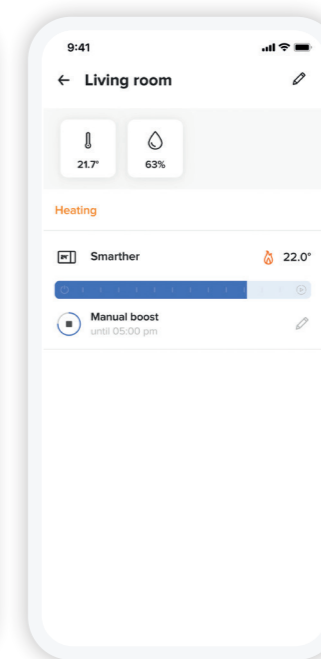 9:41
Living room
21.7° 63%
Heating
Smarther 22.0°
Manual boost
until 05:00 pm